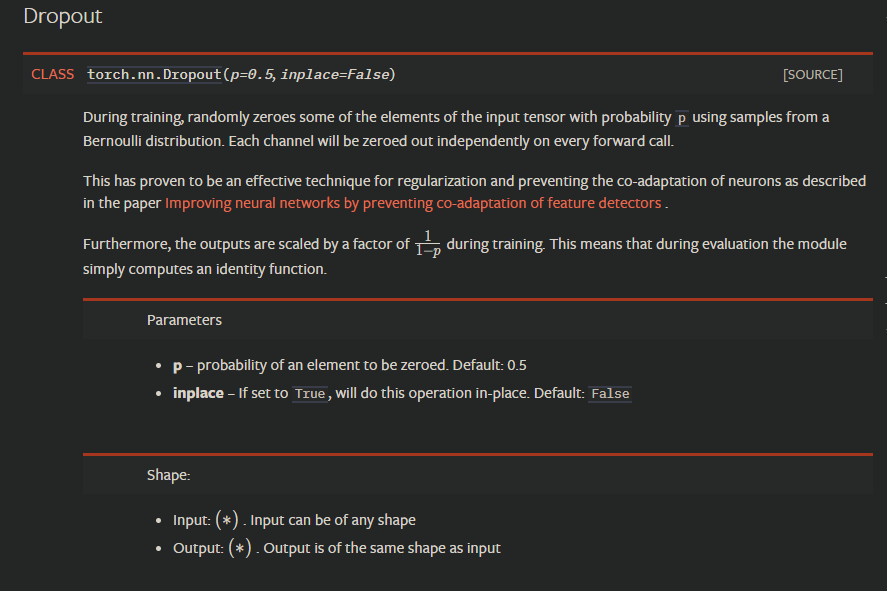 Dropout
CLASS torch.nn.Dropout(p=0.5, inplace=False) [SOURCE]
During training, randomly zeroes some of the elements of the input tensor with probability p using samples from a
Bernoulli distribution. Each channel will be zeroed out independently on every forward call.
This has proven to be an effective technique for regularization and preventing the co-adaptation of neurons as described
in the paper Improving neural networks by preventing co-adaptation of feature detectors .
Furthermore, the outputs are scaled by a factor of 1/(1−p) during training. This means that during evaluation the module
simply computes an identity function.
Parameters
• p – probability of an element to be zeroed. Default: 0.5
• inplace – If set to True, will do this operation in-place. Default: False
Shape:
• Input: (∗) . Input can be of any shape
• Output: (∗) . Output is of the same shape as input